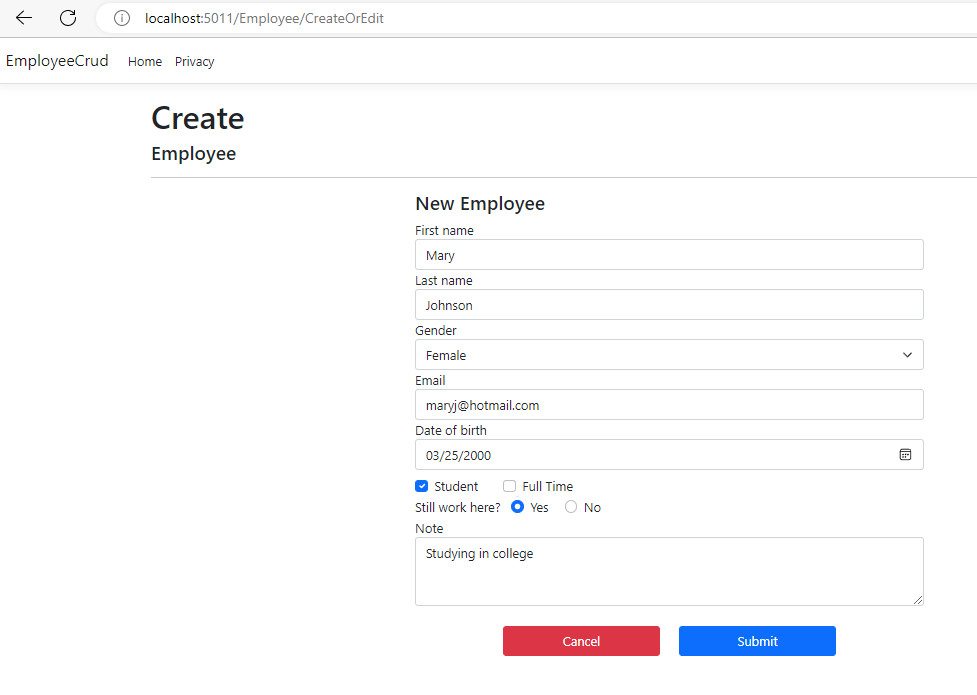 localhost:5011/Employee/CreateOrEdit
EmployeeCrud Home Privacy
Create
Employee
New Employee
First name
Mary
Last name
Johnson
Gender
Female
Email
maryj@hotmail.com
Date of birth
03/25/2000
Student Full Time
Still work here? Yes No
Note
Studying in college
Cancel Submit